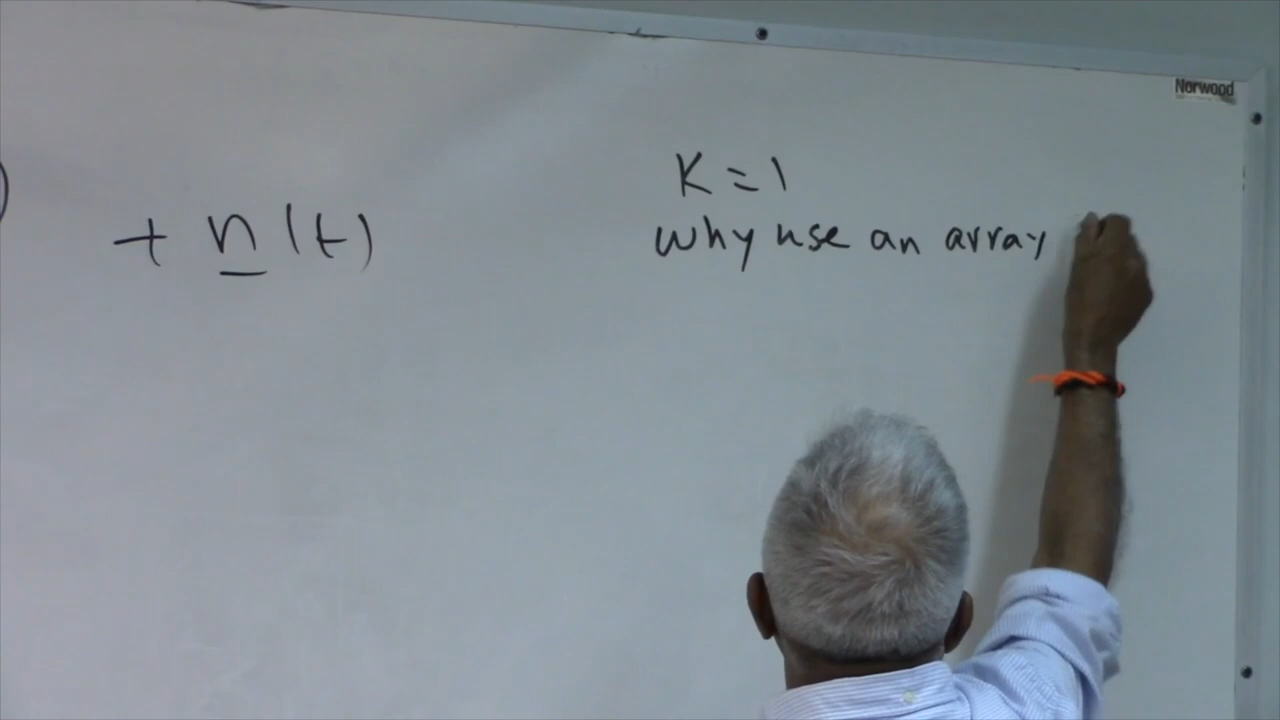 Norwood
K=1
) + n(t)
why use an array